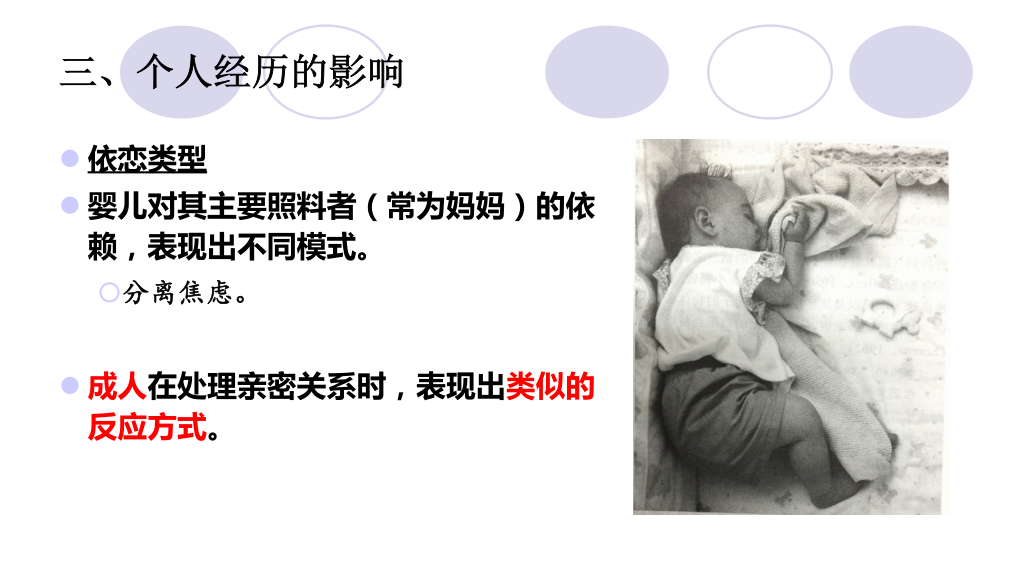 三、个人经历的影响
依恋类型
婴儿对其主要照料者（常为妈妈）的依
赖，表现出不同模式。
分离焦虑。
成人在处理亲密关系时，表现出类似的
反应方式。